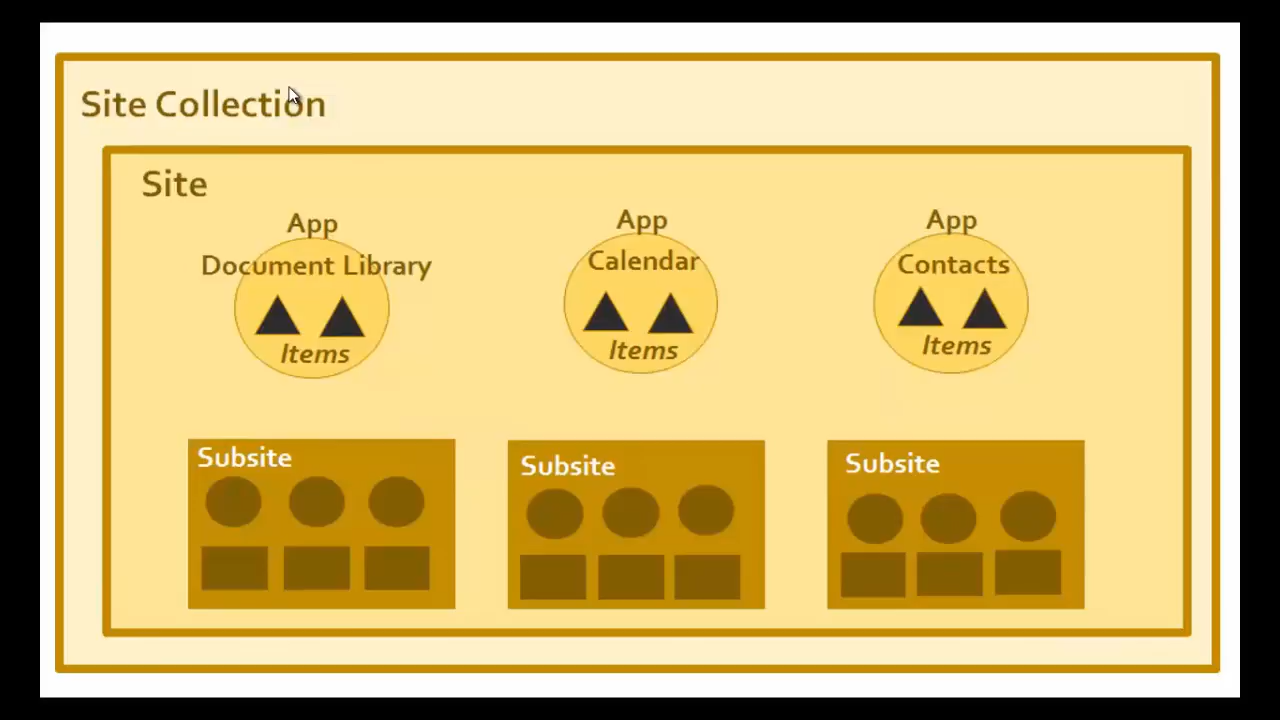 Site Collection
Site
App
Document Library
Items
App
Calendar
Items
App
Contacts
Items
Subsite
Subsite
Subsite